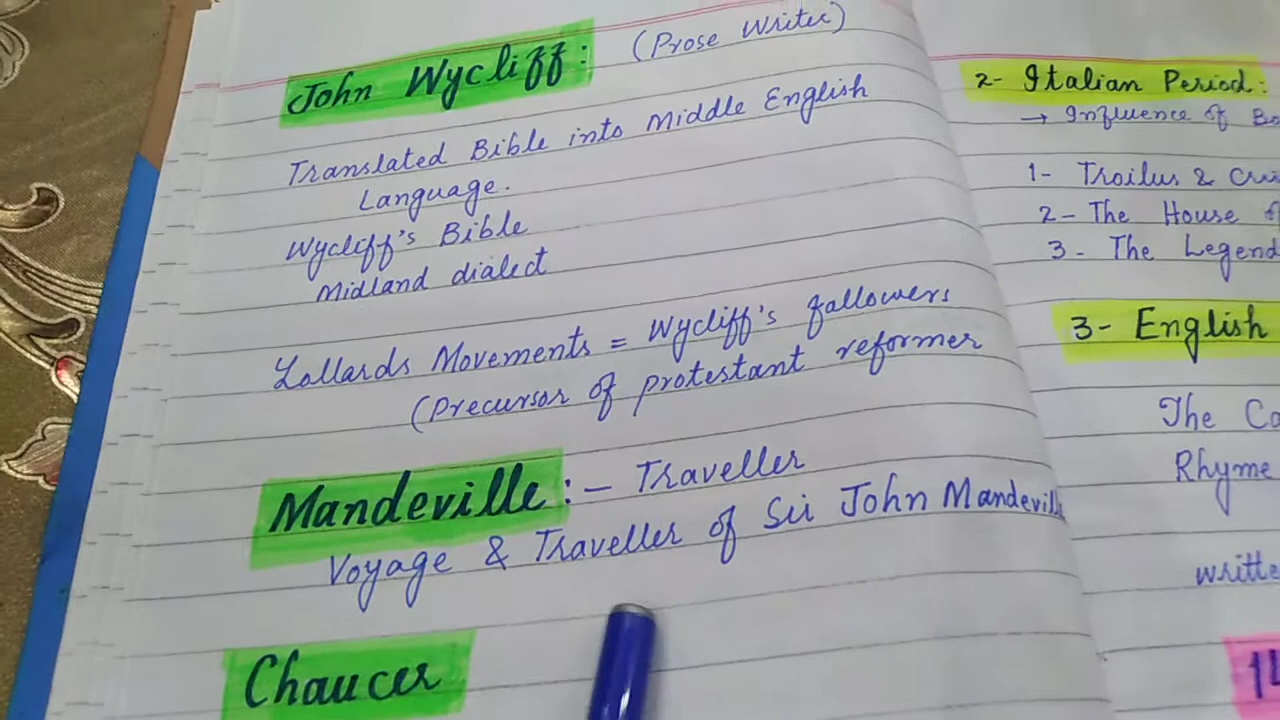 John Wycliff: (Prose Writer)
Translated Bible into Middle English
Language.
Wycliff's Bible
Midland dialect
Lollards Movements = Wycliff's followers
(Precursor of protestant reformer
Mandeville :- Traveller
Voyage & Traveller of Sir John Mandevill
Chaucer
2- Italian Period:
→ Influence of
1- Troilus &
2- The House
3- The Legend
3- English
The
Rhyme